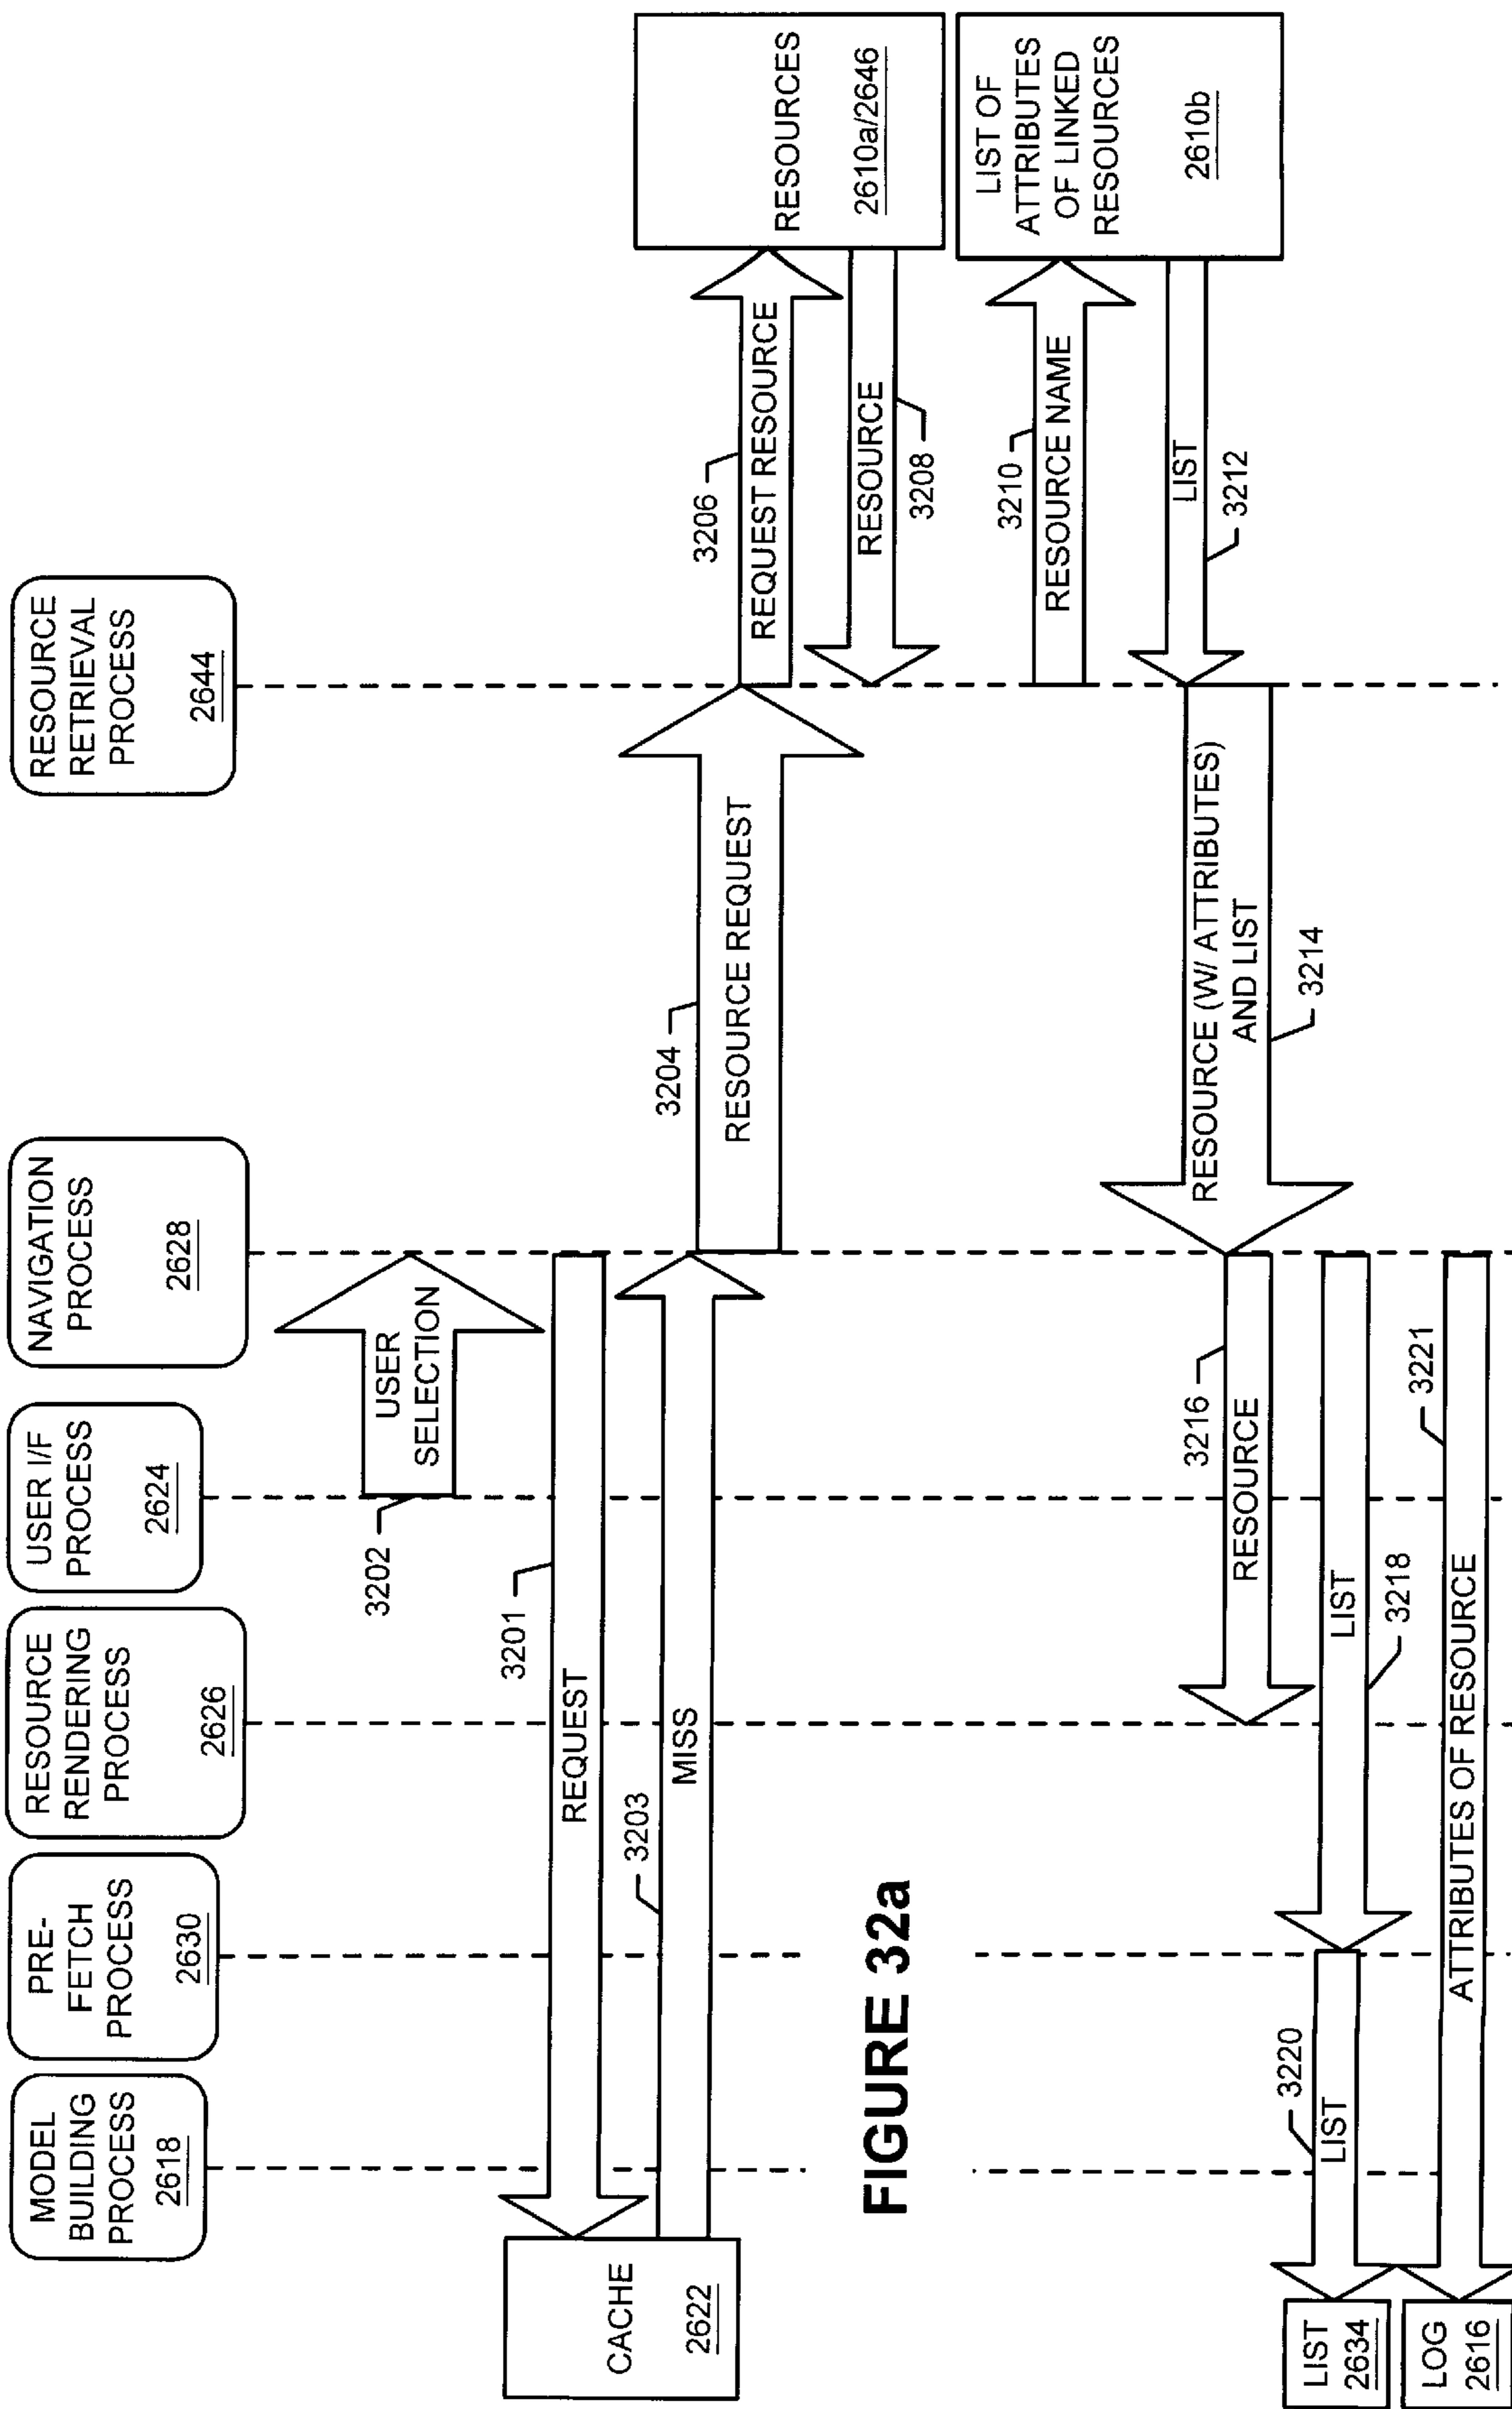 MODEL
BUILDING
PROCESS
2618
PRE-
FETCH
PROCESS
2630
RESOURCE
RENDERING
PROCESS
2626
USER I/F
PROCESS
2624
NAVIGATION
PROCESS
2628
RESOURCE
RETRIEVAL
PROCESS
2644
3202
USER
SELECTION
3201
REQUEST
CACHE
2622
3203
MISS
3204
RESOURCE REQUEST
3206
REQUEST RESOURCE
RESOURCE
3208
RESOURCES
2610a/2646
FIGURE 32a
3210
RESOURCE NAME
LIST
3212
LIST OF
ATTRIBUTES
OF LINKED
RESOURCES
2610b
RESOURCE (W/ ATTRIBUTES)
AND LIST
3214
3216
RESOURCE
LIST
3218
3220
LIST
LIST
2634
3221
ATTRIBUTES OF RESOURCE
LOG
2616